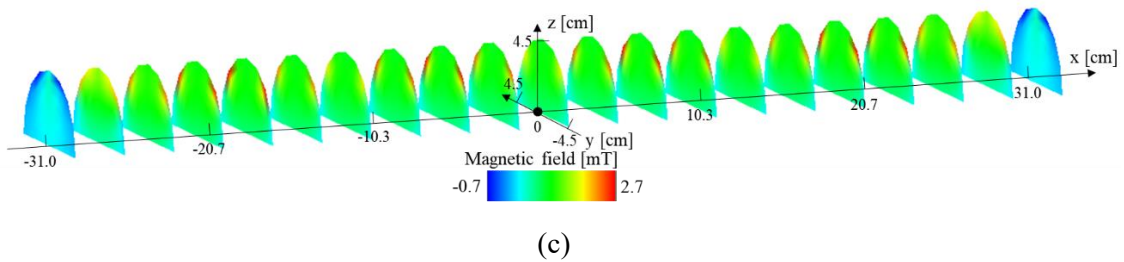 z [cm]
4.5
x [cm]
4.5
31.0
20.7
10.3
0
-4.5
y [cm]
-10.3
-20.7
-31.0
Magnetic field [mT]
-0.7 2.7
(c)